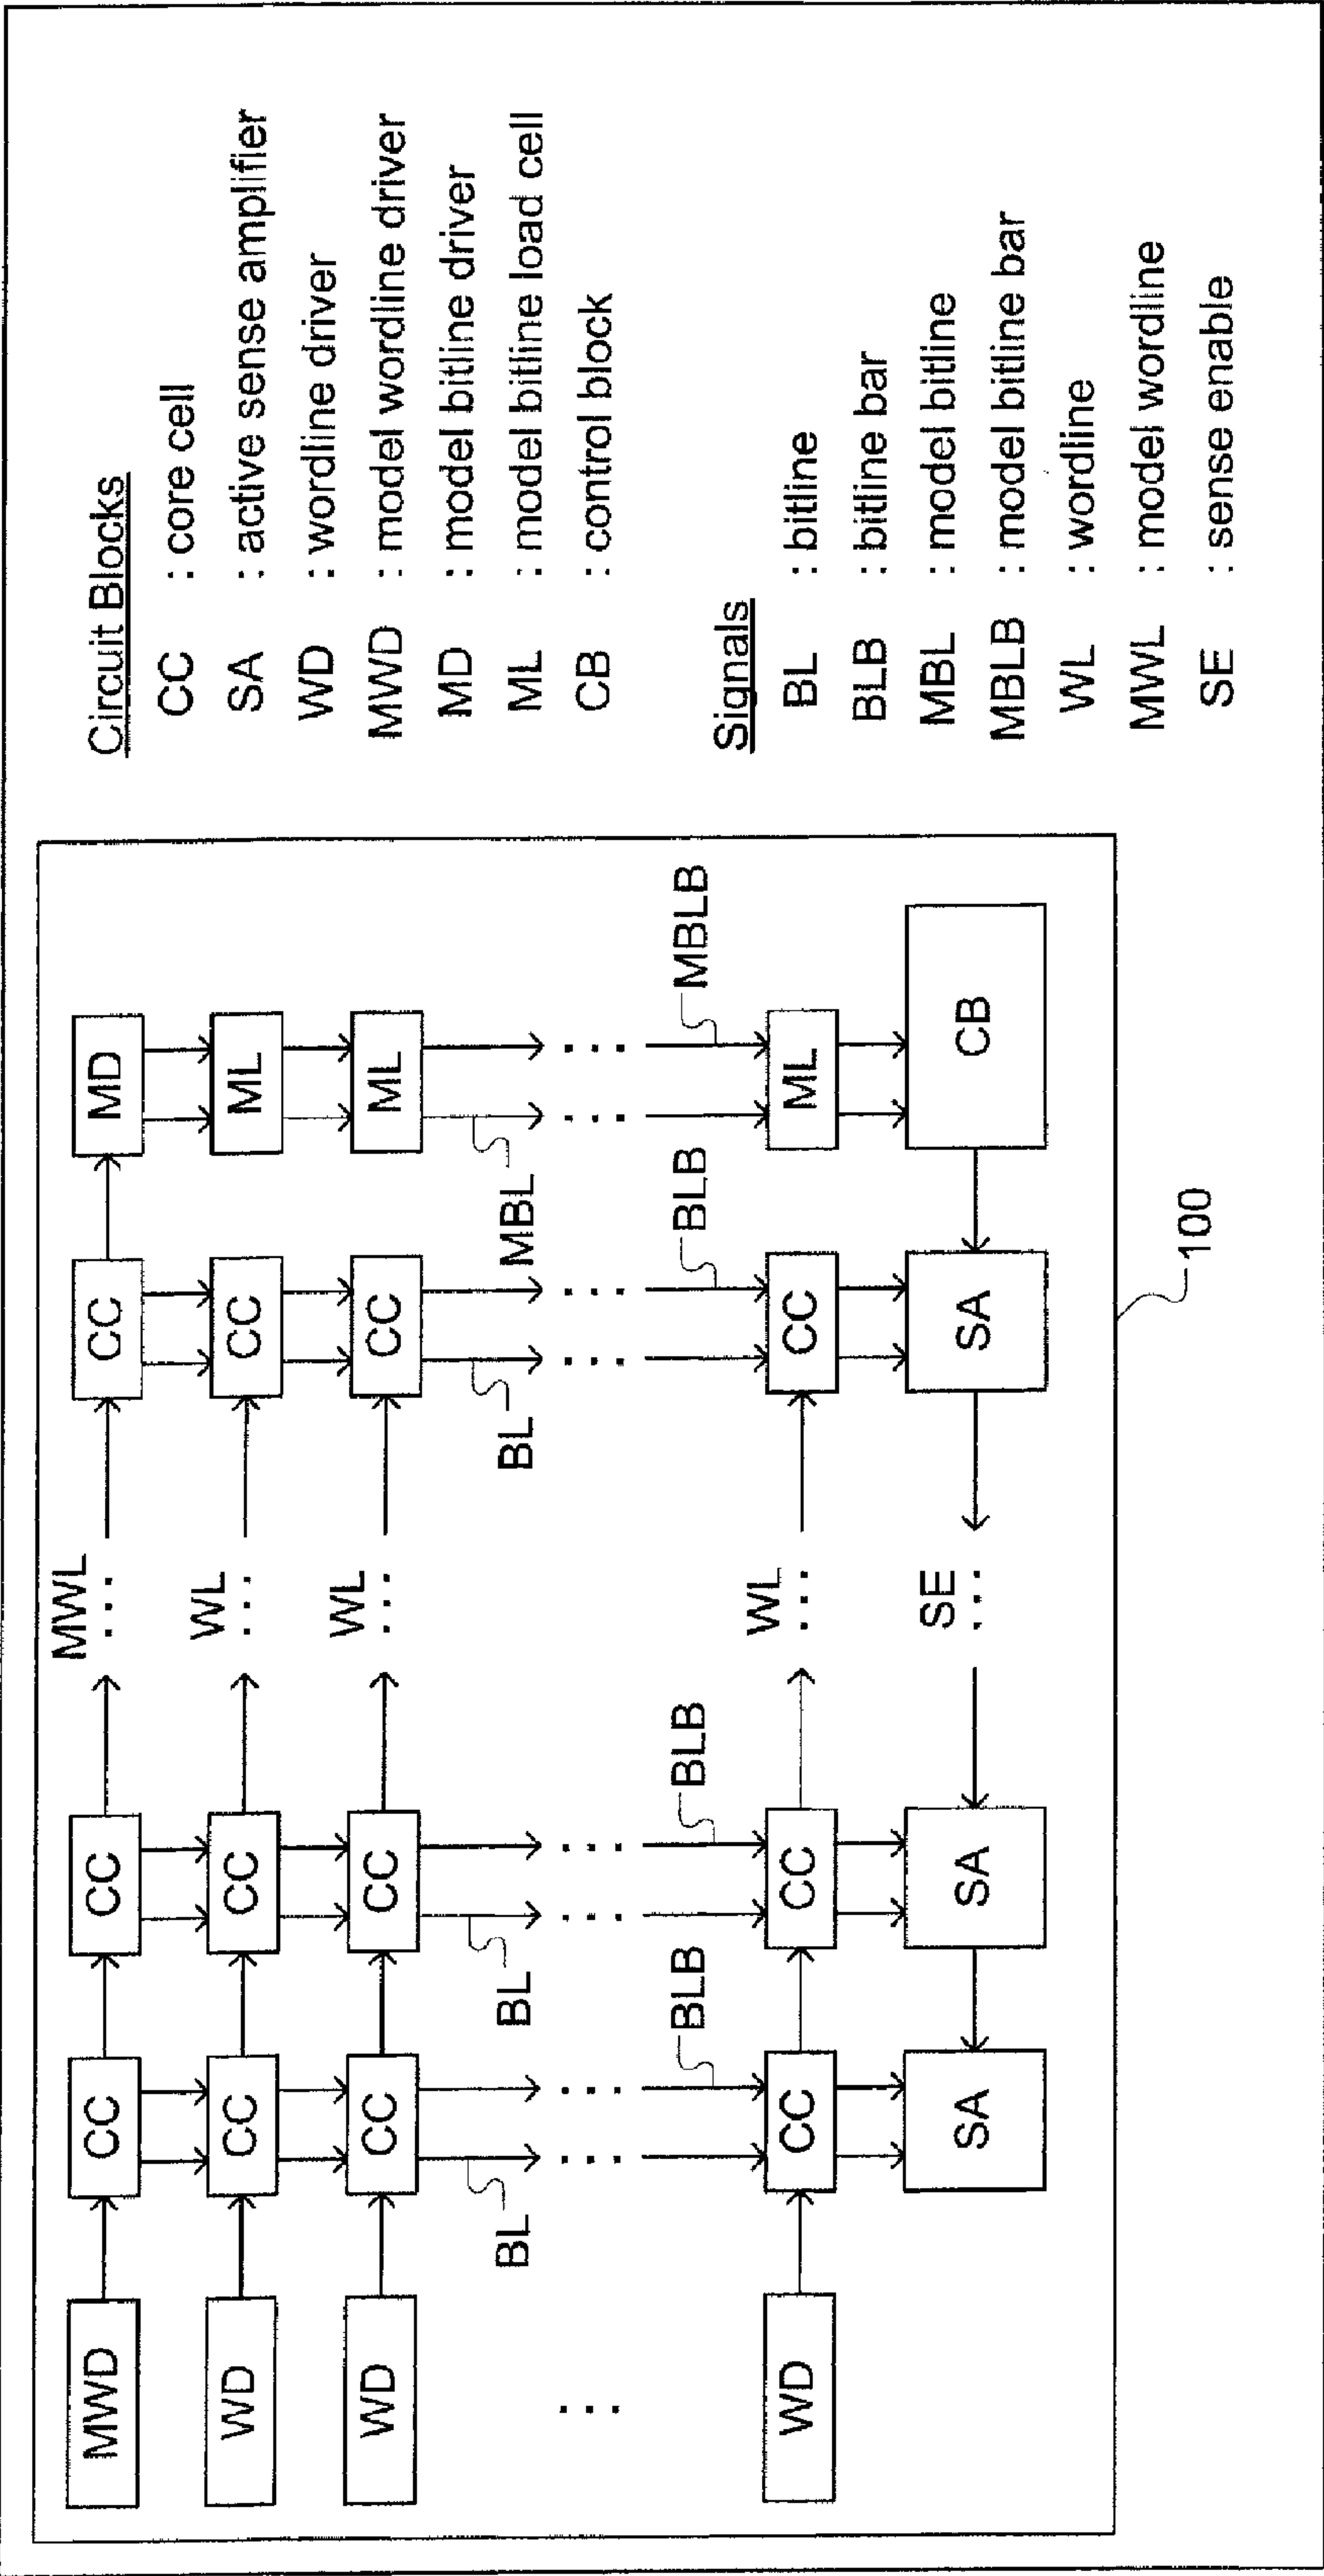 MWD CC CC MWL ... CC MD
WD CC CC WL ... CC ML
WD CC CC WL ... CC ML
BL BL BL MBL
... ... ... ... ... ... ... ... ...
BLB BLB BLB MBLB
WD CC CC WL ... CC ML
SA SA SE ... SA CB
100
Circuit Blocks
CC : core cell
SA : active sense amplifier
WD : wordline driver
MWD : model wordline driver
MD : model bitline driver
ML : model bitline load cell
CB : control block
Signals
BL : bitline
BLB : bitline bar
MBL : model bitline
MBLB : model bitline bar
WL : wordline
MWL : model wordline
SE : sense enable